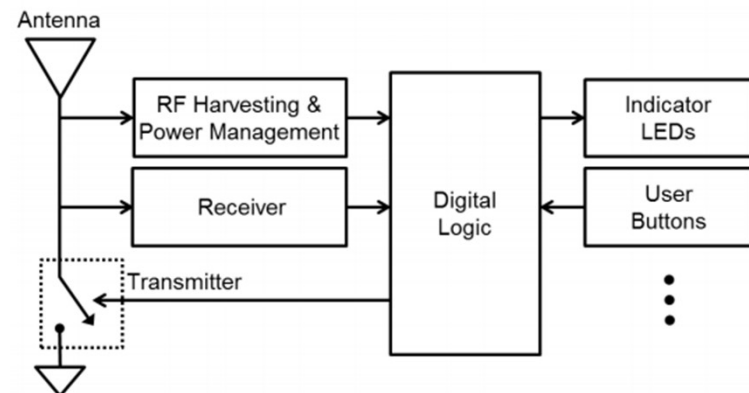 Antenna
RF Harvesting &
Power Management
Receiver
Transmitter
Digital
Logic
Indicator
LEDs
User
Buttons